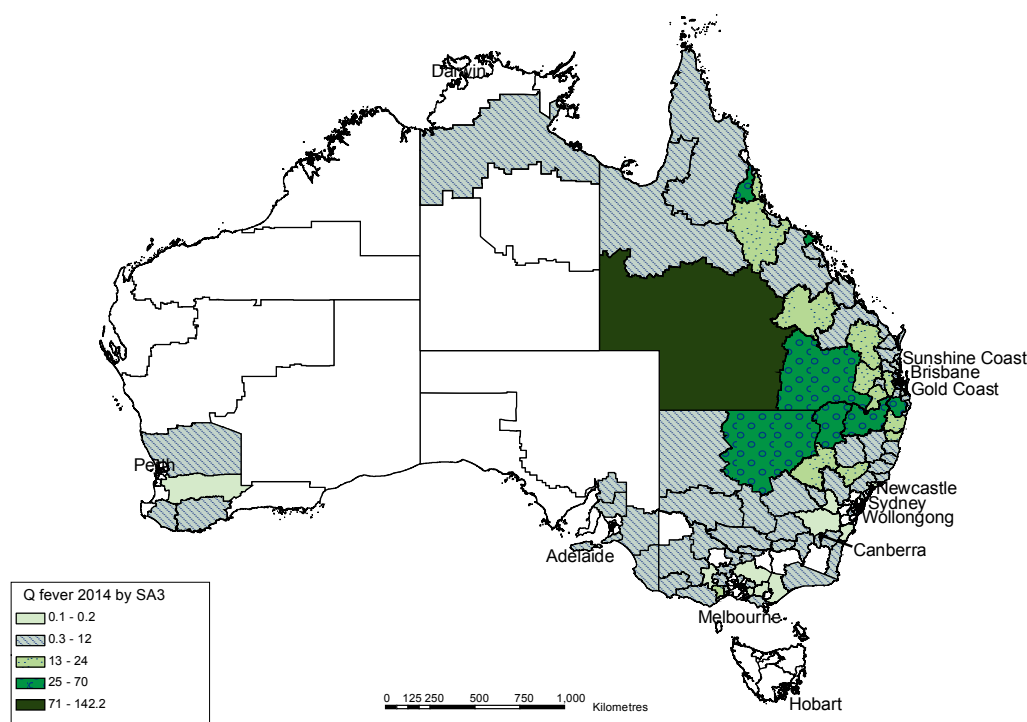 Darwin
Sunshine Coast
Brisbane
Gold Coast
Perth
Newcastle
Sydney
Wollongong
Canberra
Adelaide
Melbourne
Hobart
Q fever 2014 by SA3
0.1 - 0.2
0.3 - 12
13 - 24
25 - 70
71 - 142.2
0 125 250 500 750 1,000
Kilometres